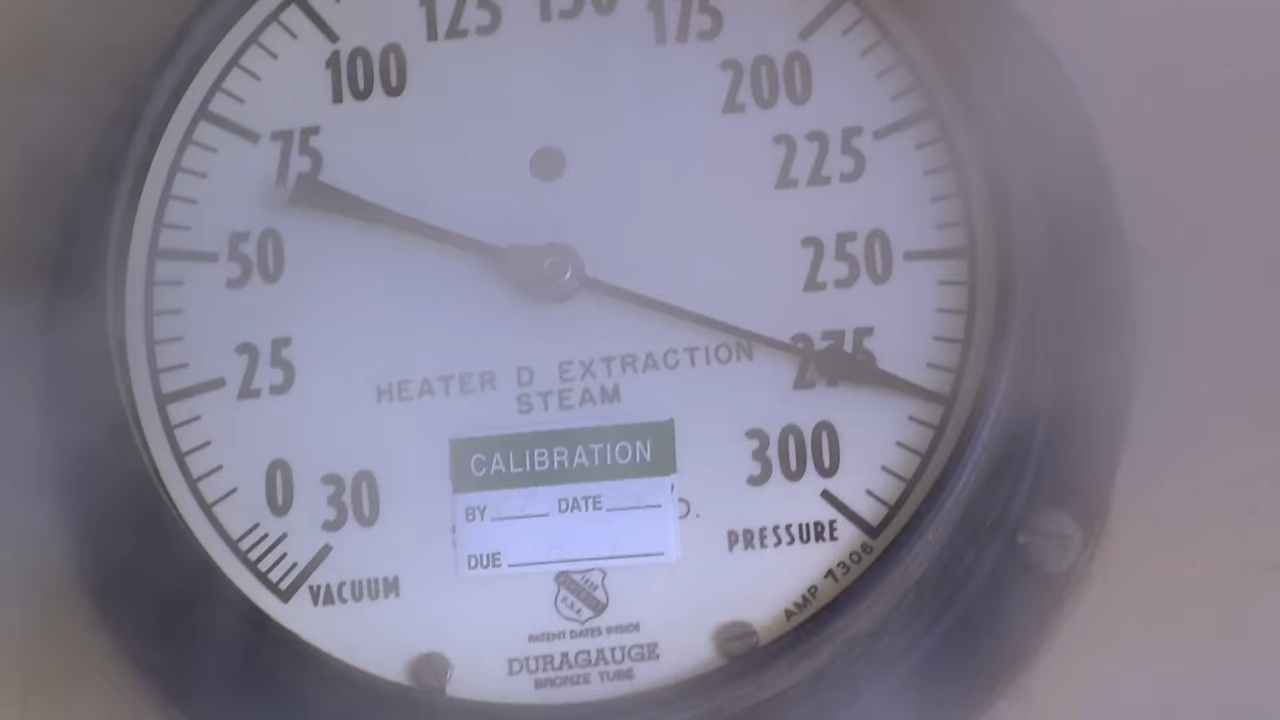 125 150 175
100
200
75
225
50
250
25
275
HEATER D EXTRACTION
STEAM
0
30
300
CALIBRATION
BY DATE
DUE
D.
PRESSURE
VACUUM
AMP 7306
PATENT DATES INSIDE
DURAGAUGE
BRONZE TUBE